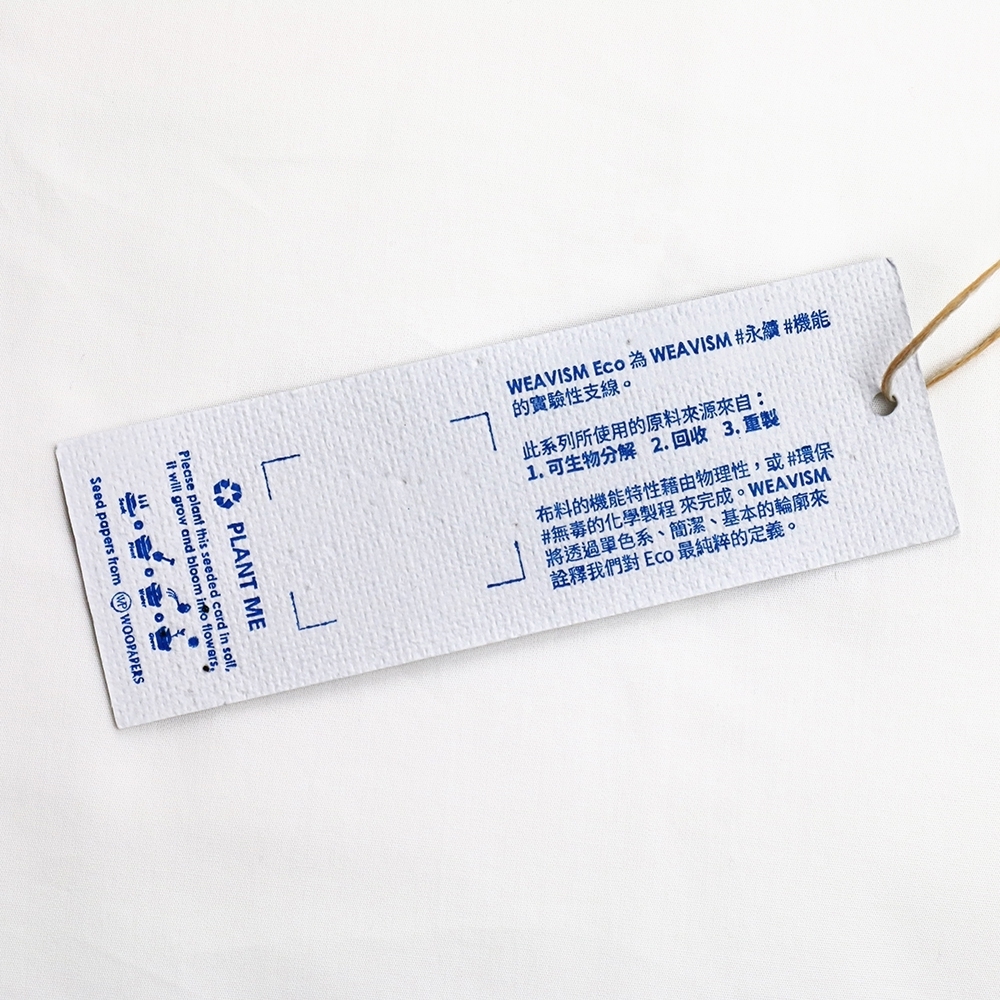 WEAVISM Eco 為 WEAVISM #永續 #機能
的實驗性支線。
此系列所使用的原料來源來自：
1. 可生物分解 2. 回收 3. 重製
布料的機能特性藉由物理性，或 #環保
#無毒的化學製程 來完成。WEAVISM
將透過單色系、簡潔、基本的輪廓來
詮釋我們對 Eco 最純粹的定義。
PLANT ME
Please plant this seeded card in soil,
it will grow and bloom into flowers.
Soak
Plant
Water
Grow
Seed papers from WP WOOPAPERS